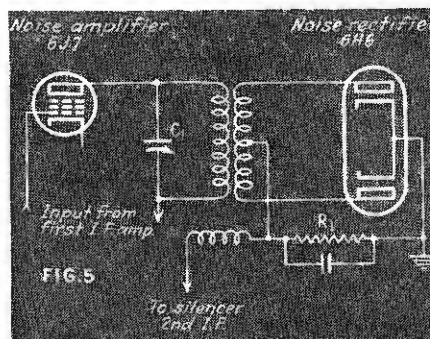 Noise amplifier
6J7
Noise rectifier
6H6
C1
Input from
first I.F. amp.
R1
FIG.5
To silencer
2nd I.F.